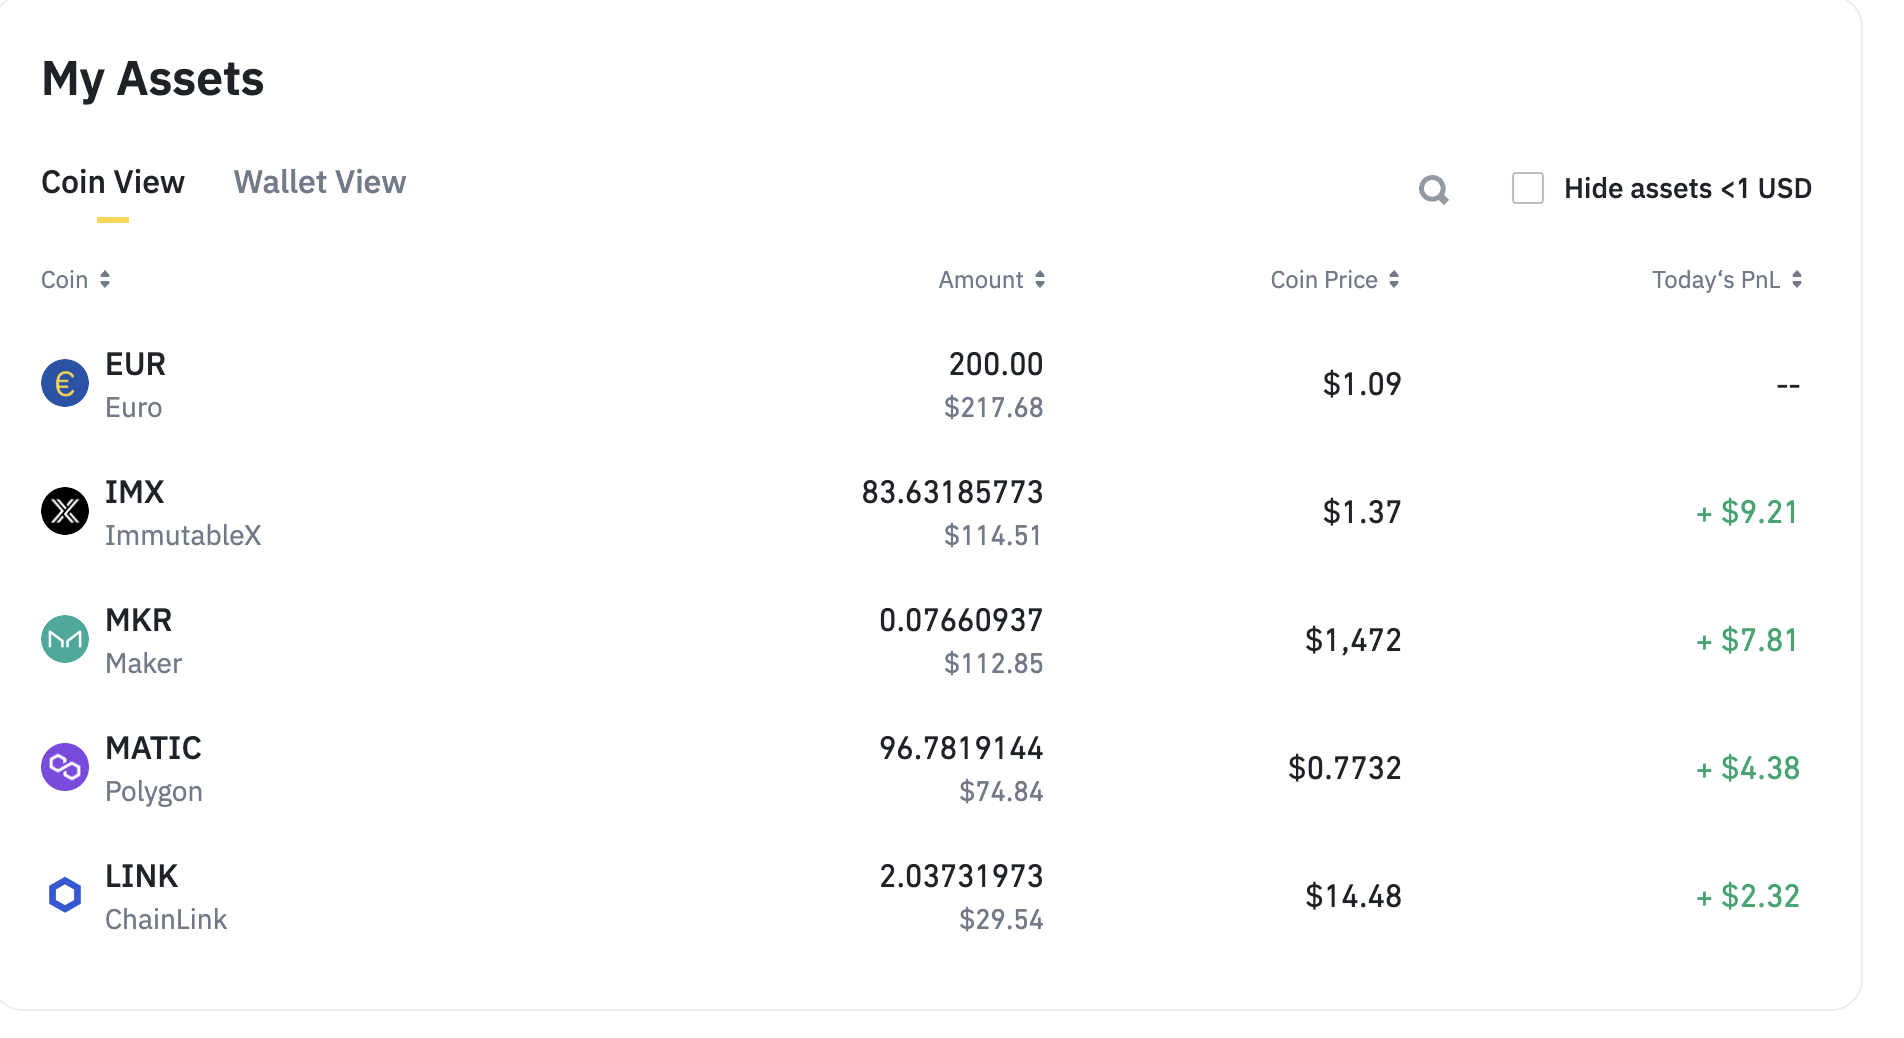 My Assets
Coin View Wallet View Hide assets <1 USD
Coin Amount Coin Price Today‘s PnL
EUR 200.00
Euro $217.68 $1.09 --
IMX 83.63185773
ImmutableX $114.51 $1.37 + $9.21
MKR 0.07660937
Maker $112.85 $1,472 + $7.81
MATIC 96.7819144
Polygon $74.84 $0.7732 + $4.38
LINK 2.03731973
ChainLink $29.54 $14.48 + $2.32